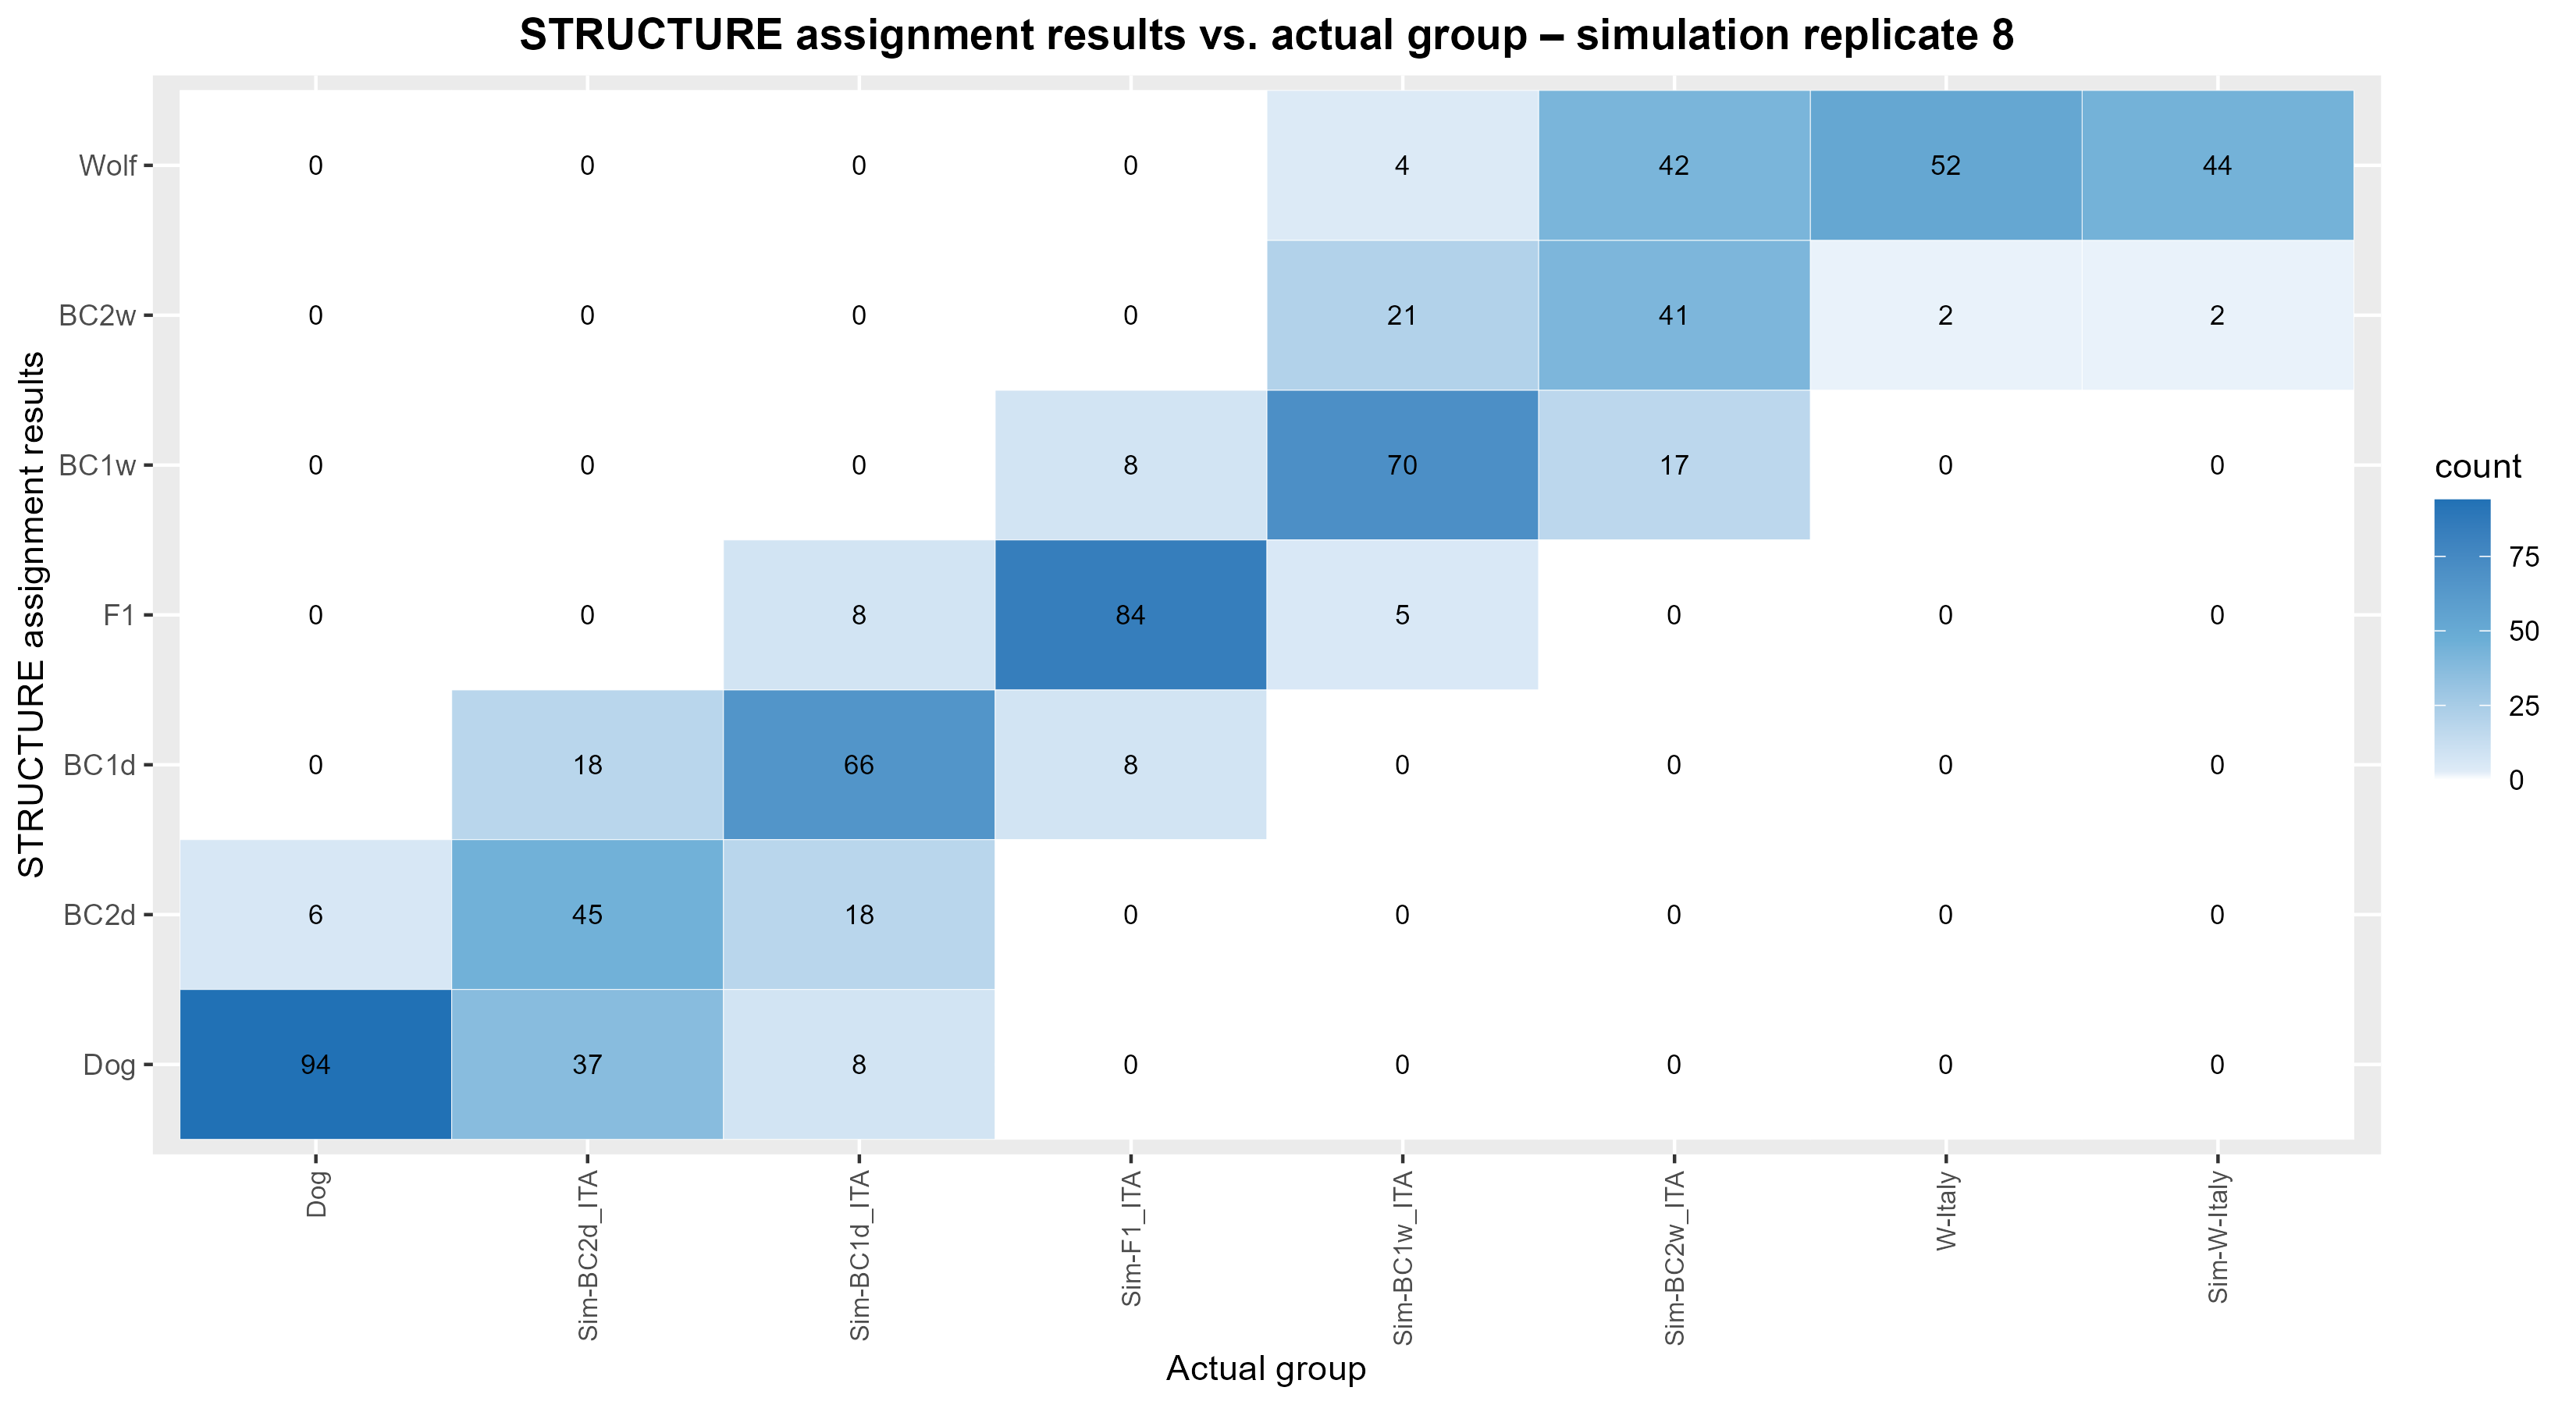 STRUCTURE assignment results vs. actual group – simulation replicate 8
STRUCTURE assignment results
Wolf 0 0 0 0 4 42 52 44
BC2w 0 0 0 0 21 41 2 2
BC1w 0 0 0 8 70 17 0 0
F1 0 0 8 84 5 0 0 0
BC1d 0 18 66 8 0 0 0 0
BC2d 6 45 18 0 0 0 0 0
Dog 94 37 8 0 0 0 0 0
Dog
Sim-BC2d_ITA
Sim-BC1d_ITA
Sim-F1_ITA
Sim-BC1w_ITA
Sim-BC2w_ITA
W-Italy
Sim-W-Italy
Actual group
count
75
50
25
0